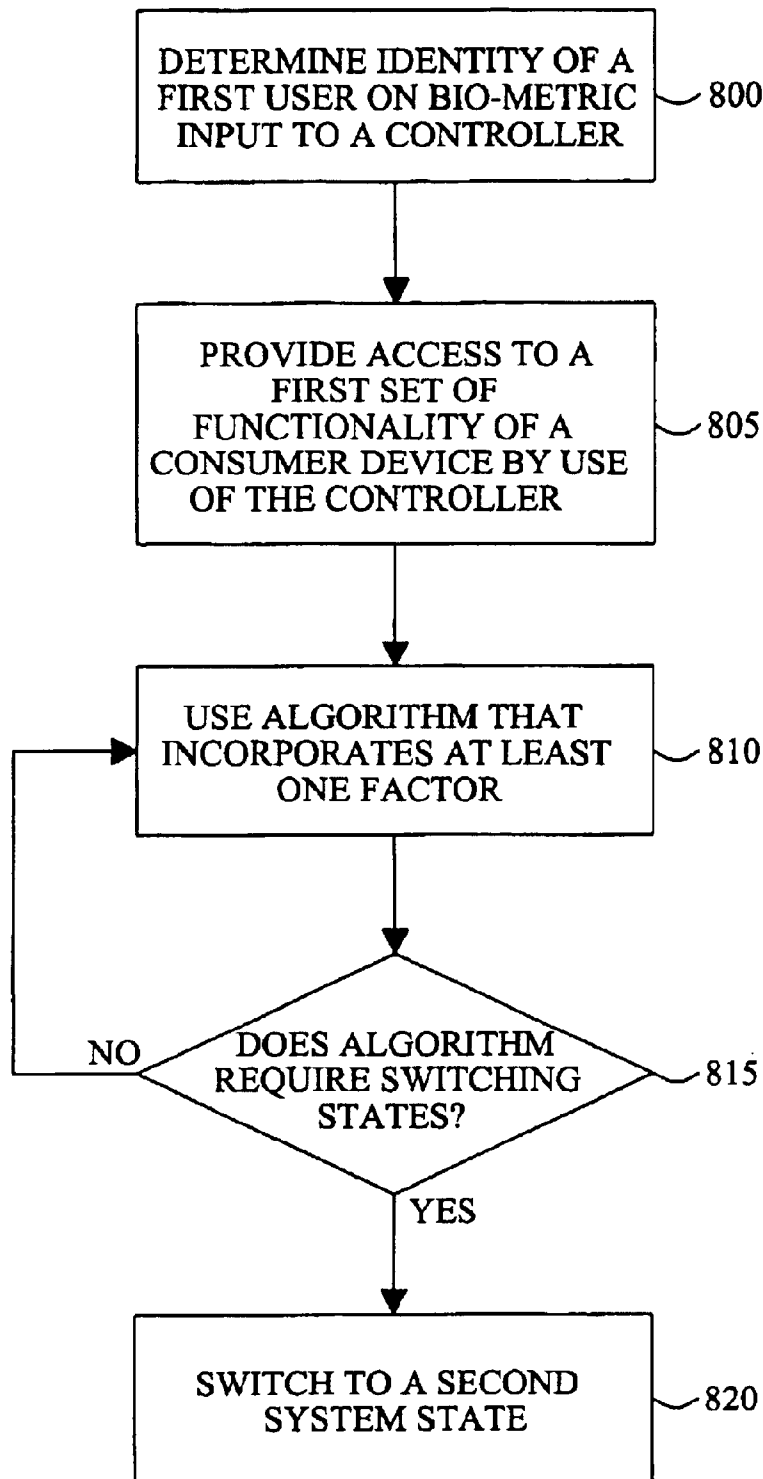 DETERMINE IDENTITY OF A
FIRST USER ON BIO-METRIC
INPUT TO A CONTROLLER
800
PROVIDE ACCESS TO A
FIRST SET OF
FUNCTIONALITY OF A
CONSUMER DEVICE BY USE
OF THE CONTROLLER
805
USE ALGORITHM THAT
INCORPORATES AT LEAST
ONE FACTOR
810
NO
DOES ALGORITHM
REQUIRE SWITCHING
STATES?
815
YES
SWITCH TO A SECOND
SYSTEM STATE
820